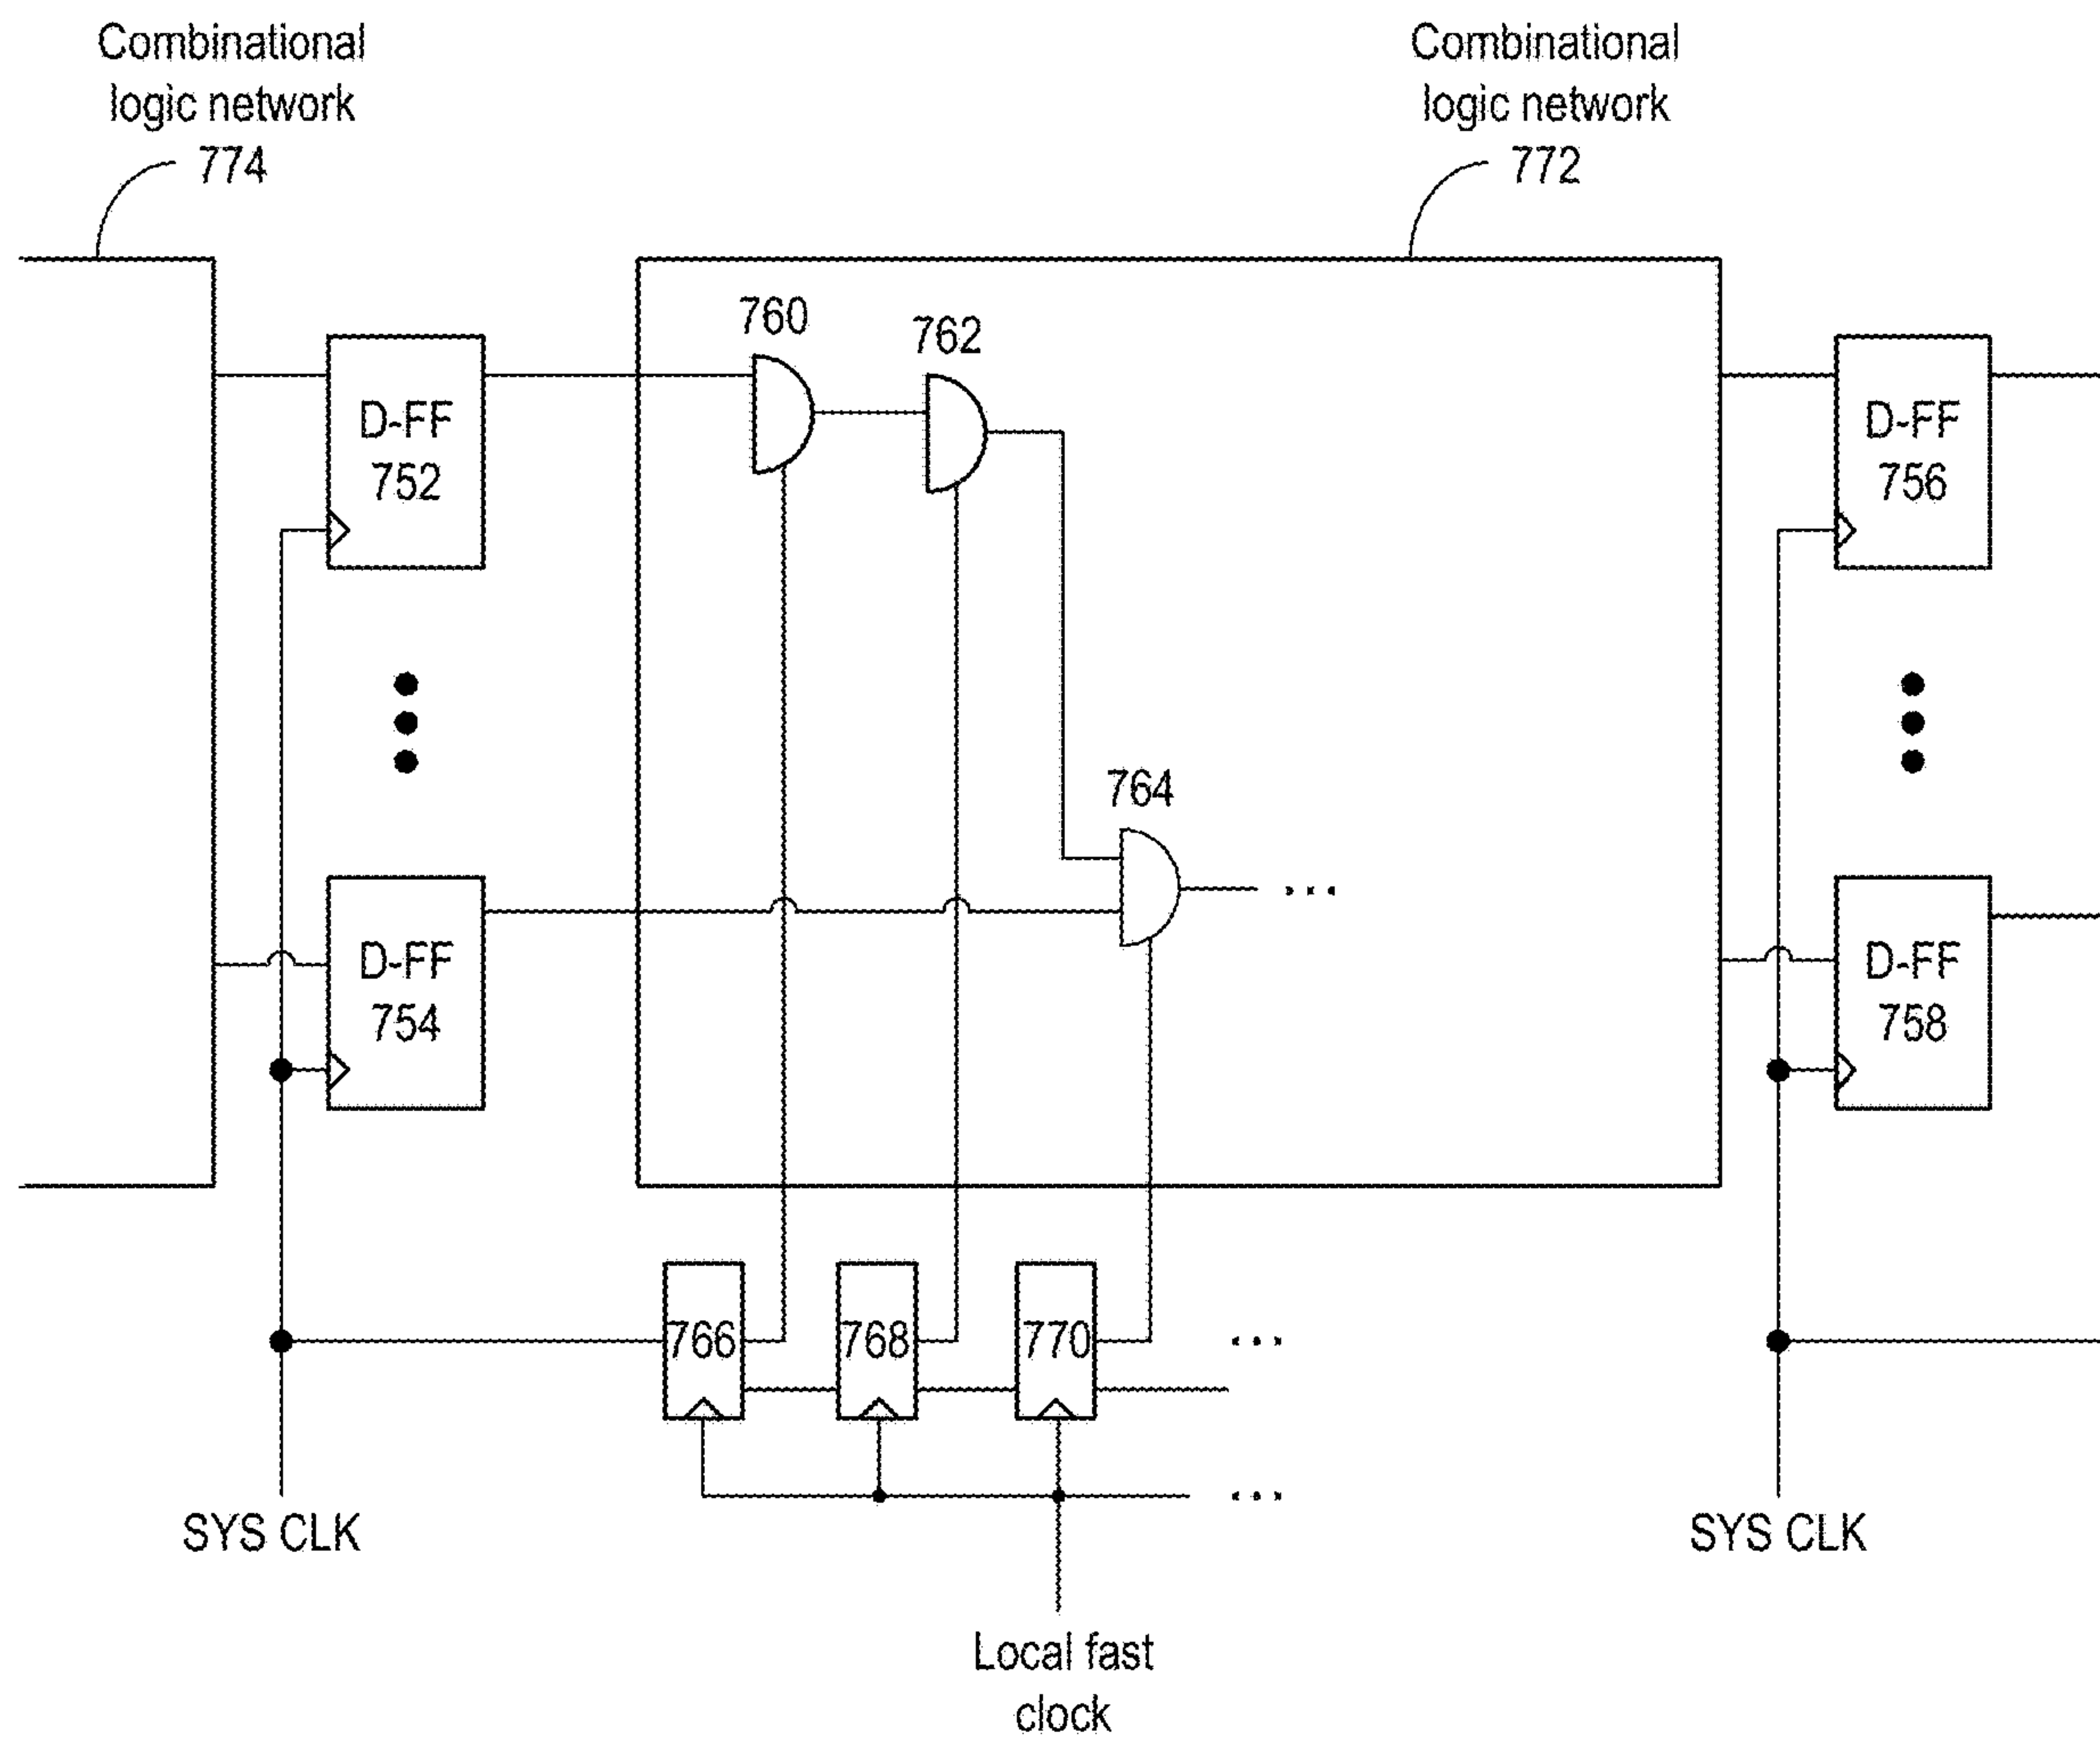 Combinational
logic network
774
Combinational
logic network
772
760
762
D-FF
752
D-FF
756
764
D-FF
754
D-FF
758
766
768
770
SYS CLK
SYS CLK
Local fast
clock